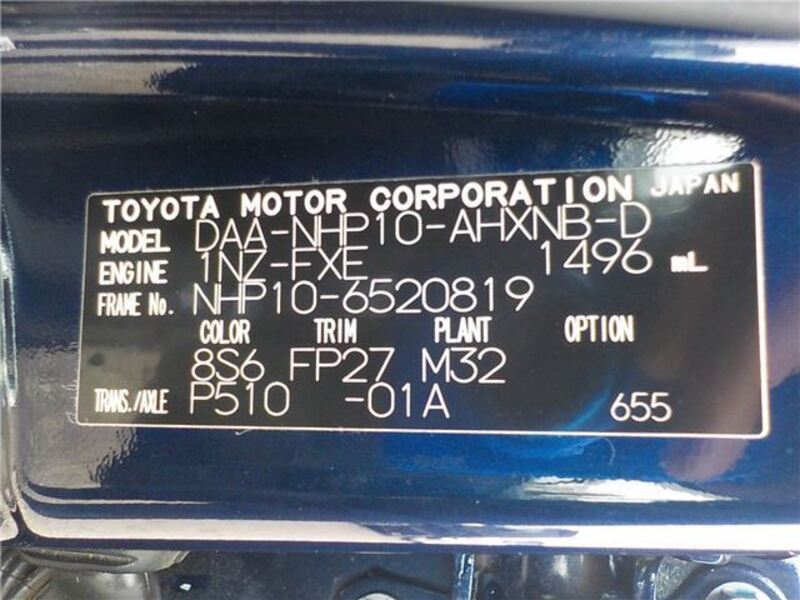 TOYOTA MOTOR CORPORATION JAPAN
MODEL DAA-NHP10-AHXNB-D
ENGINE 1NZ-FXE 1496 mL
FRAME No. NHP10-6520819
COLOR TRIM PLANT OPTION
8S6 FP27 M32
TRANS./AXLE P510 -01A 655